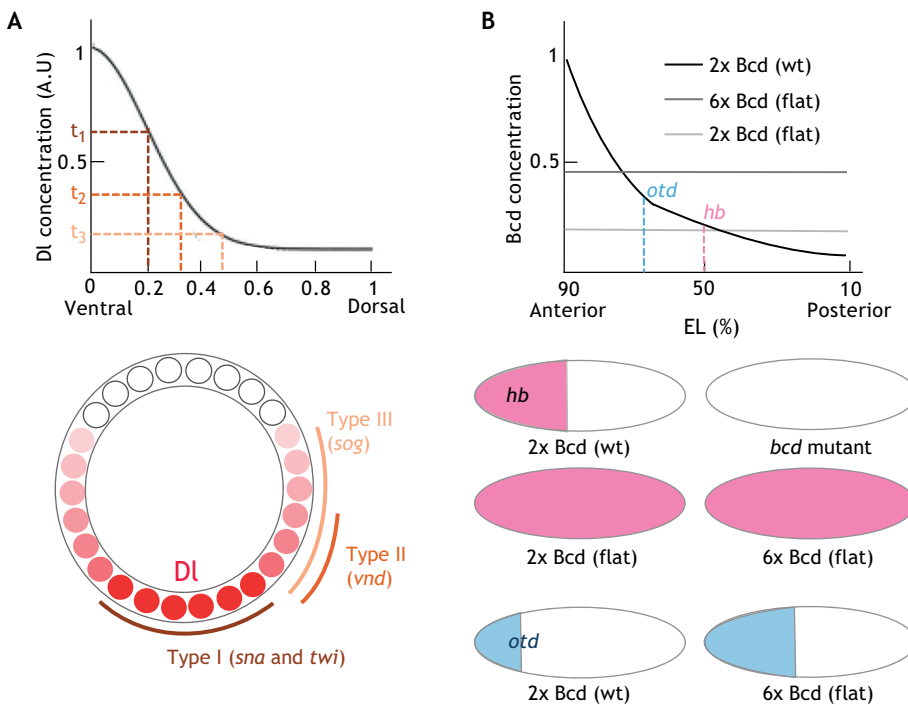 A
Dl concentration (A.U)
1
t1
0.5
t2
t3
0
0.2
0.4
0.6
0.8
1
Ventral
Dorsal
Type III
(sog)
Dl
Type II
(vnd)
Type I (sna and twi)
B
Bcd concentration
1
2x Bcd (wt)
6x Bcd (flat)
2x Bcd (flat)
0.5
otd
hb
90
50
10
Anterior
Posterior
EL (%)
hb
2x Bcd (wt)
bcd mutant
2x Bcd (flat)
6x Bcd (flat)
otd
2x Bcd (wt)
6x Bcd (flat)